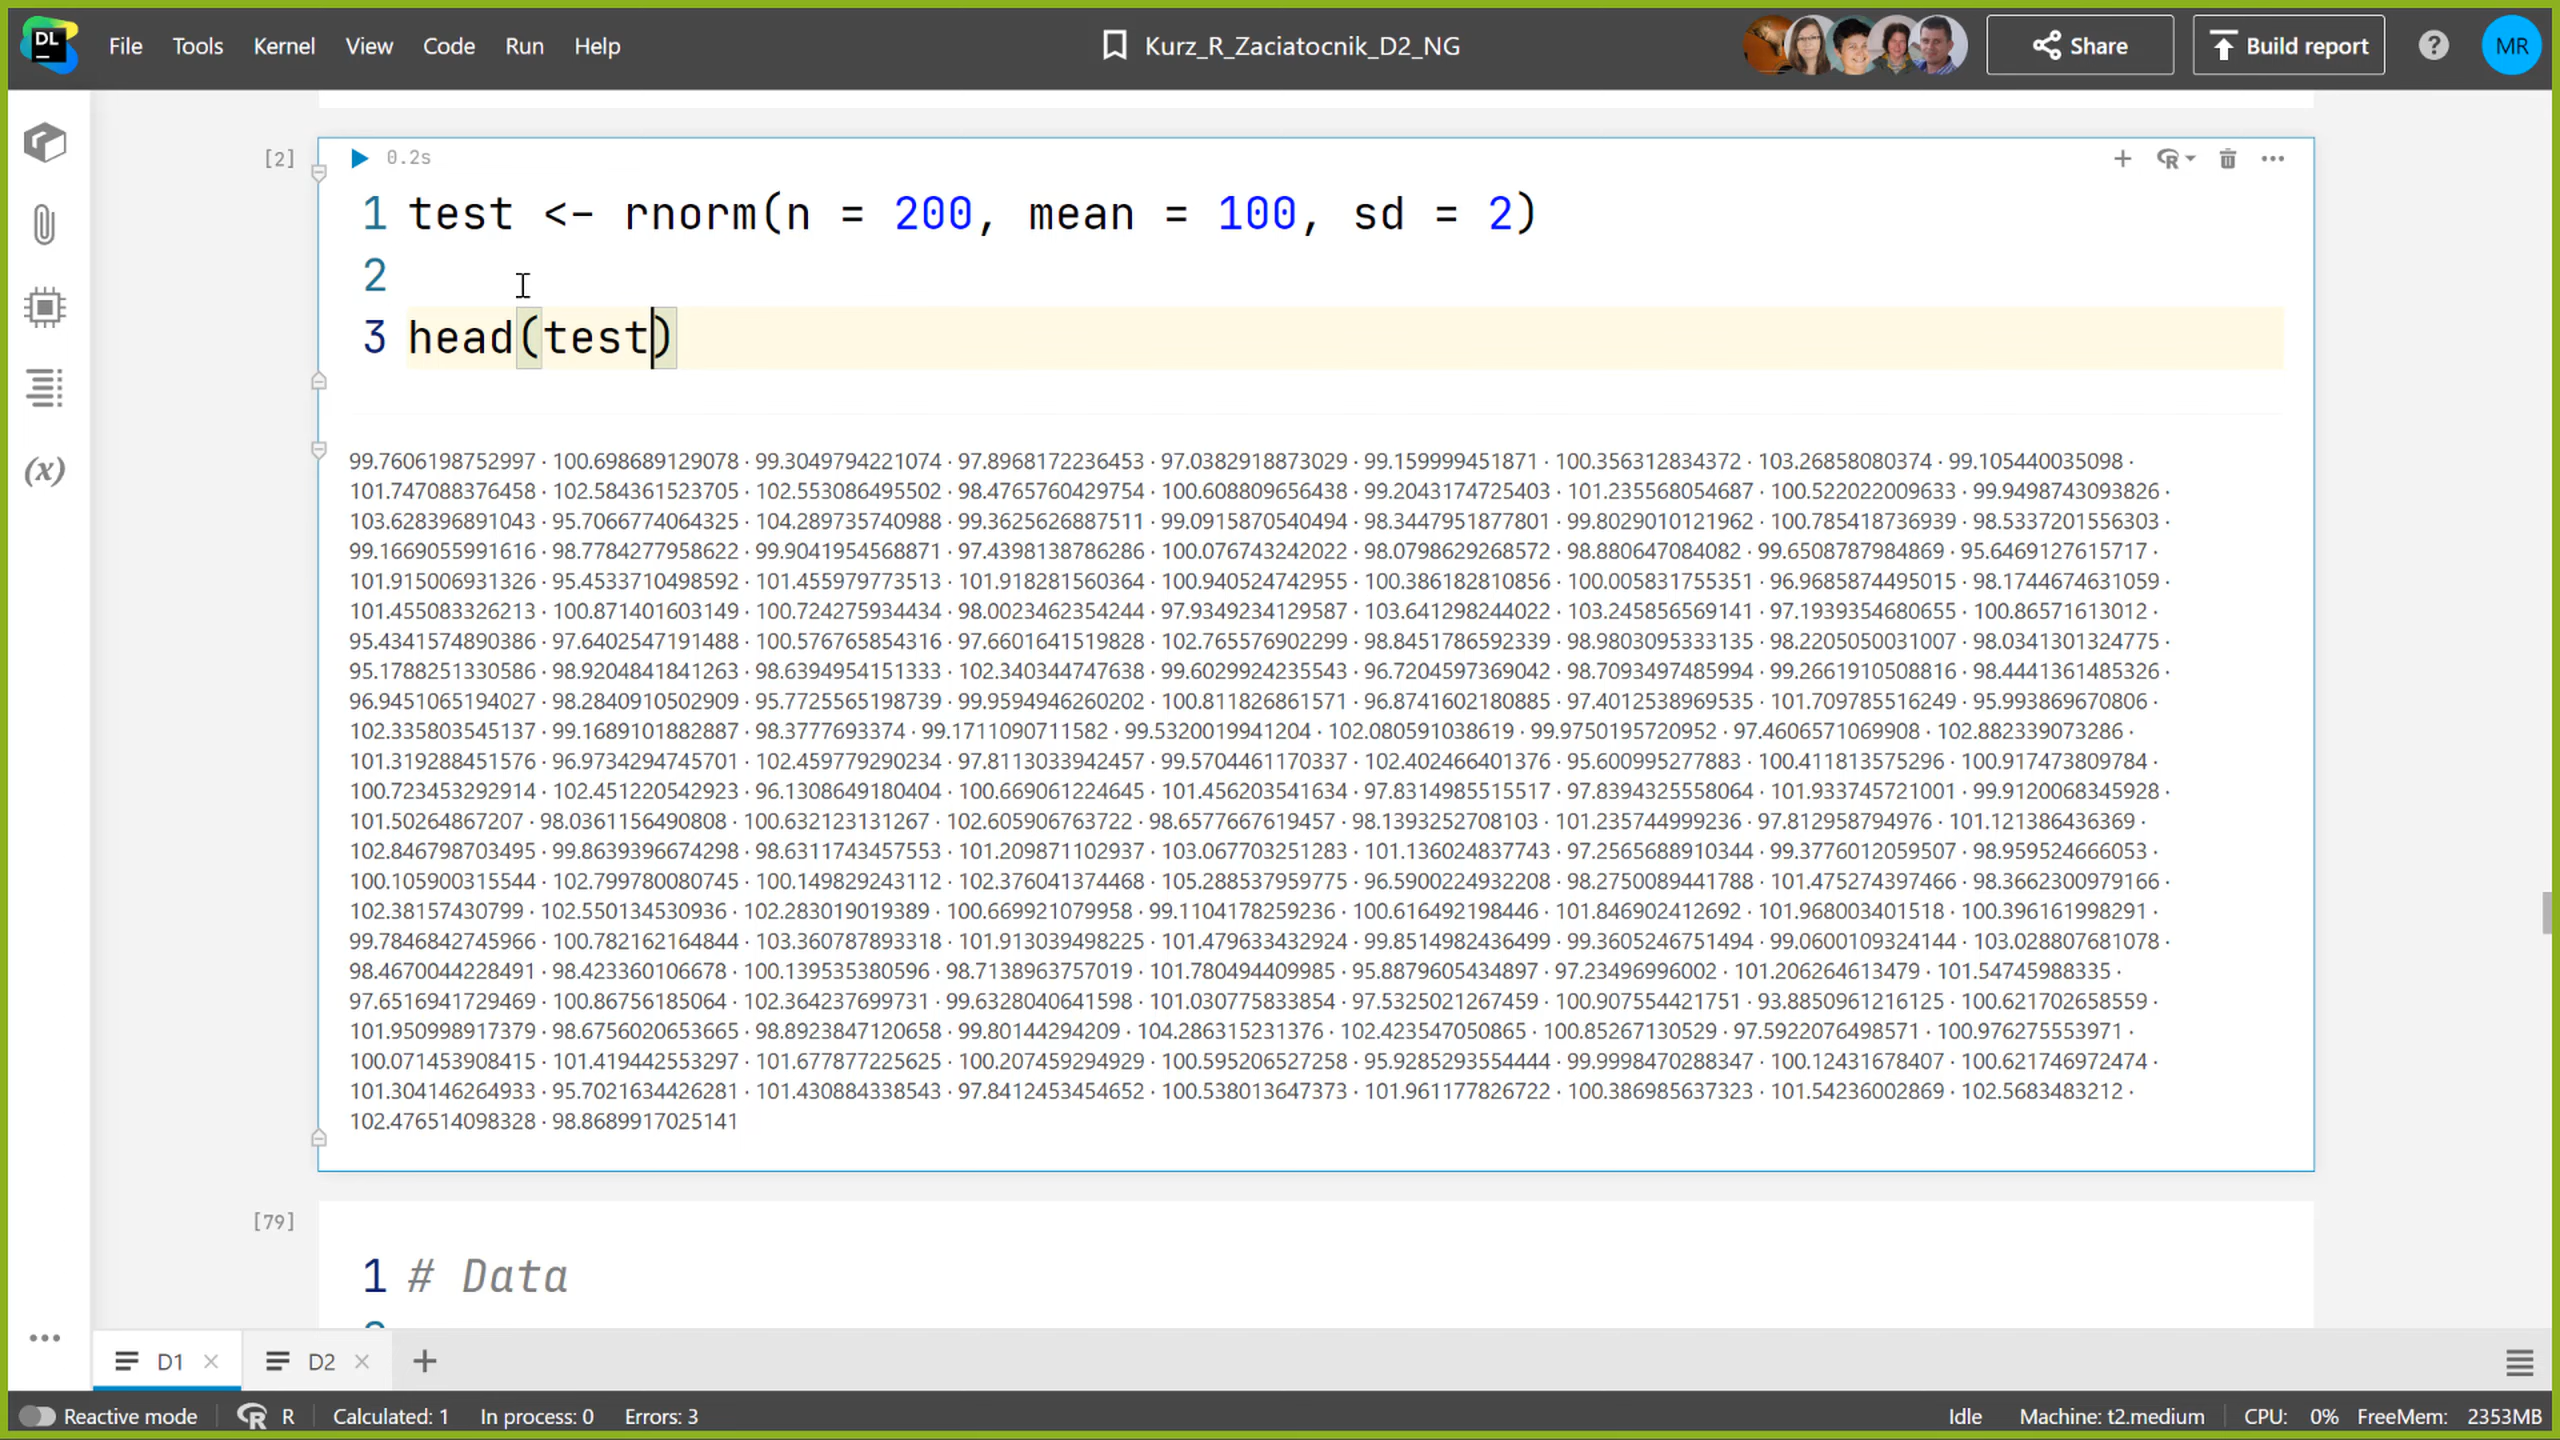 DL File Tools Kernel View Code Run Help Kurz_R_Zaciatocnik_D2_NG Share Build report ? MR
[2] 0.2s
1 test <- rnorm(n = 200, mean = 100, sd = 2)
2
3 head(test)
99.7606198752997 · 100.698689129078 · 99.3049794221074 · 97.8968172236453 · 97.0382918873029 · 99.159999451871 · 100.356312834372 · 103.26858080374 · 99.105440035098 ·
101.747088376458 · 102.584361523705 · 102.553086495502 · 98.4765760429754 · 100.608809656438 · 99.2043174725403 · 101.235568054687 · 100.522022009633 · 99.9498743093826 ·
103.628396891043 · 95.7066774064325 · 104.289735740988 · 99.3625626887511 · 99.0915870540494 · 98.3447951877801 · 99.8029010121962 · 100.785418736939 · 98.5337201556303 ·
99.1669055991616 · 98.7784277958622 · 99.9041954568871 · 97.4398138786286 · 100.076743242022 · 98.0798629268572 · 98.880647084082 · 99.6508787984869 · 95.6469127615717 ·
101.915006931326 · 95.4533710498592 · 101.455979773513 · 101.918281560364 · 100.940524742955 · 100.386182810856 · 100.005831755351 · 96.9685874495015 · 98.1744674631059 ·
101.455083326213 · 100.871401603149 · 100.724275934434 · 98.0023462354244 · 97.9349234129587 · 103.641298244022 · 103.245856569141 · 97.1939354680655 · 100.86571613012 ·
95.4341574890386 · 97.6402547191488 · 100.576765854316 · 97.6601641519828 · 102.765576902299 · 98.8451786592339 · 98.9803095333135 · 98.2205050031007 · 98.0341301324775 ·
95.1788251330586 · 98.9204841841263 · 98.6394954151333 · 102.340344747638 · 99.6029924235543 · 96.7204597369042 · 98.7093497485994 · 99.2661910508816 · 98.4441361485326 ·
96.9451065194027 · 98.2840910502909 · 95.7725565198739 · 99.9594946260202 · 100.811826861571 · 96.8741602180885 · 97.4012538969535 · 101.709785516249 · 95.993869670806 ·
102.335803545137 · 99.1689101882887 · 98.3777693374 · 99.1711090711582 · 99.5320019941204 · 102.080591038619 · 99.9750195720952 · 97.4606571069908 · 102.882339073286 ·
101.319288451576 · 96.9734294745701 · 102.459779290234 · 97.8113033942457 · 99.5704461170337 · 102.402466401376 · 95.600995277883 · 100.411813575296 · 100.917473809784 ·
100.723453292914 · 102.451220542923 · 96.1308649180404 · 100.669061224645 · 101.456203541634 · 97.8314985515517 · 97.8394325558064 · 101.933745721001 · 99.9120068345928 ·
101.50264867207 · 98.0361156490808 · 100.632123131267 · 102.605906763722 · 98.6577667619457 · 98.1393252708103 · 101.235744999236 · 97.812958794976 · 101.121386436369 ·
102.846798703495 · 99.8639396674298 · 98.6311743457553 · 101.209871102937 · 103.067703251283 · 101.136024837743 · 97.2565688910344 · 99.3776012059507 · 98.959524666053 ·
100.105900315544 · 102.799780080745 · 100.149829243112 · 102.376041374468 · 105.288537959775 · 96.5900224932208 · 98.2750089441788 · 101.475274397466 · 98.3662300979166 ·
102.38157430799 · 102.550134530936 · 102.283019019389 · 100.669921079958 · 99.1104178259236 · 100.616492198446 · 101.846902412692 · 101.968003401518 · 100.396161998291 ·
99.7846842745966 · 100.782162164844 · 103.360787893318 · 101.913039498225 · 101.479633432924 · 99.8514982436499 · 99.3605246751494 · 99.0600109324144 · 103.028807681078 ·
98.4670044228491 · 98.423360106678 · 100.139535380596 · 98.7138963757019 · 101.780494409985 · 95.8879605434897 · 97.23496996002 · 101.206264613479 · 101.54745988335 ·
97.6516941729469 · 100.86756185064 · 102.364237699731 · 99.6328040641598 · 101.030775833854 · 97.5325021267459 · 100.907554421751 · 93.8850961216125 · 100.621702658559 ·
101.950998917379 · 98.6756020653665 · 98.8923847120658 · 99.80144294209 · 104.286315231376 · 102.423547050865 · 100.85267130529 · 97.5922076498571 · 100.976275553971 ·
100.071453908415 · 101.419442553297 · 101.677877225625 · 100.207459294929 · 100.595206527258 · 95.9285293554444 · 99.9998470288347 · 100.12431678407 · 100.621746972474 ·
101.304146264933 · 95.7021634426281 · 101.430884338543 · 97.8412453454652 · 100.538013647373 · 101.961177826722 · 100.386985637323 · 101.54236002869 · 102.5683483212 ·
102.476514098328 · 98.8689917025141
[79]
1 # Data
D1 D2
Reactive mode R Calculated: 1 In process: 0 Errors: 3 Idle Machine: t2.medium CPU: 0% FreeMem: 2353MB